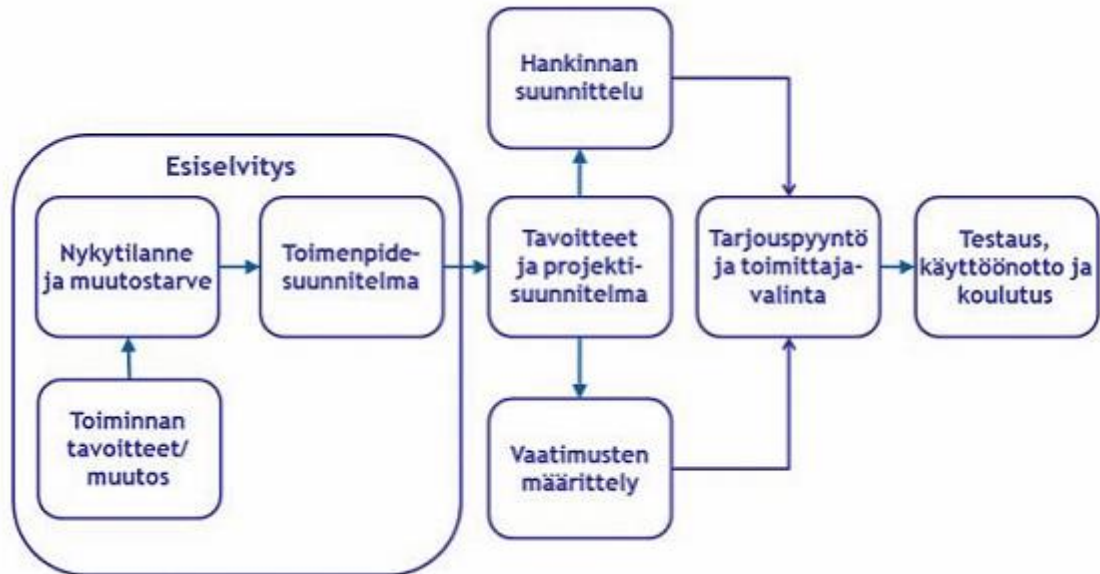 Hankinnan
suunnittelu
Esiselvitys
Nykytilanne
ja muutostarve
Toimenpide-
suunnitelma
Tavoitteet
ja projekti-
suunnitelma
Tarjouspyyntö
ja toimittaja-
valinta
Testaus,
käyttöönotto ja
koulutus
Toiminnan
tavoitteet/
muutos
Vaatimusten
määrittely